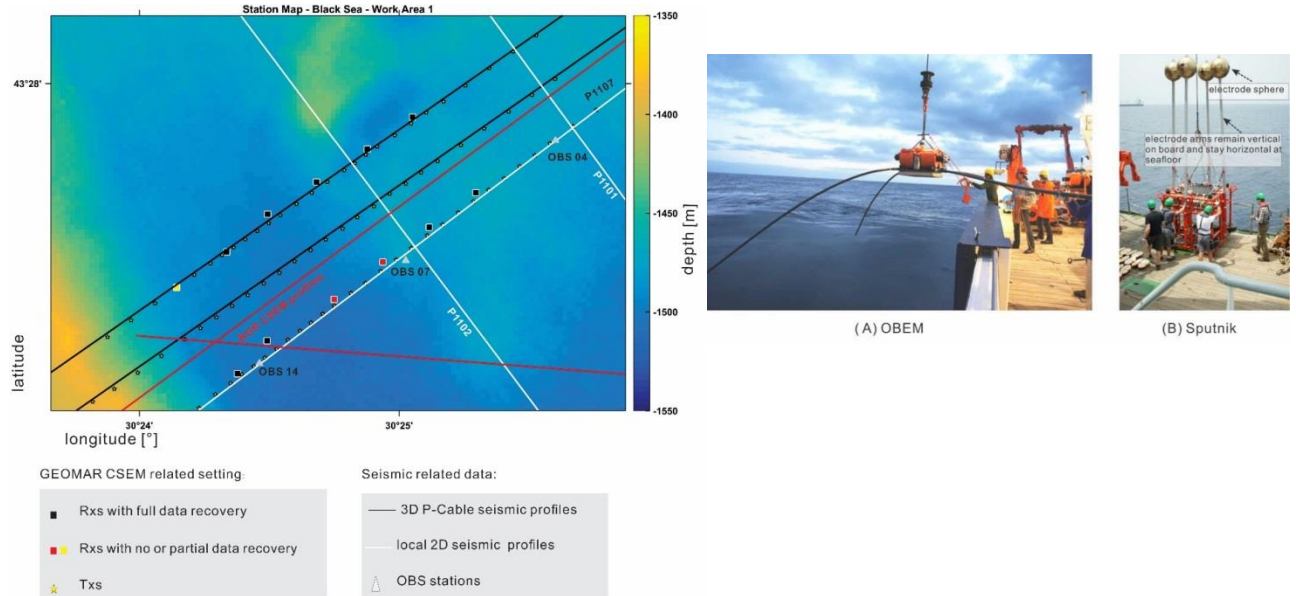 Station Map - Black Sea - Work Area 1
-1350
43°28'
P1107
-1400
OBS 04
P1101
-1450
depth [m]
OBS 07
CSEM profiles
-1500
P1102
OBS 14
latitude
-1550
30°24'
30°25'
longitude [°]
GEOMAR CSEM related setting:
Rxs with full data recovery
Rxs with no or partial data recovery
Txs
Seismic related data:
3D P-Cable seismic profiles
local 2D seismic profiles
OBS stations
electrode sphere
electrode arms remain vertical
on board and stay horizontal at
seafloor
(A) OBEM
(B) Sputnik